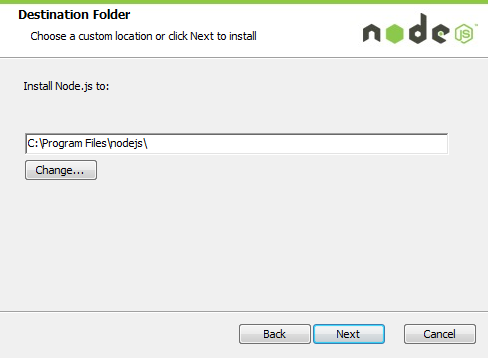 Destination Folder
Choose a custom location or click Next to install
node JS
Install Node.js to:
C:\Program Files\nodejs\
Change...
Back
Next
Cancel